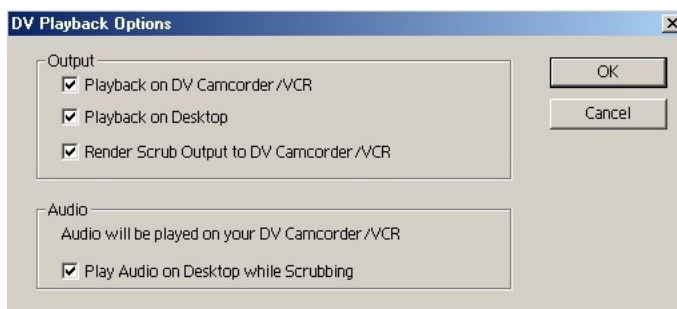 DV Playback Options
Output
Playback on DV Camcorder/VCR
Playback on Desktop
Render Scrub Output to DV Camcorder/VCR
OK
Cancel
Audio
Audio will be played on your DV Camcorder/VCR
Play Audio on Desktop while Scrubbing